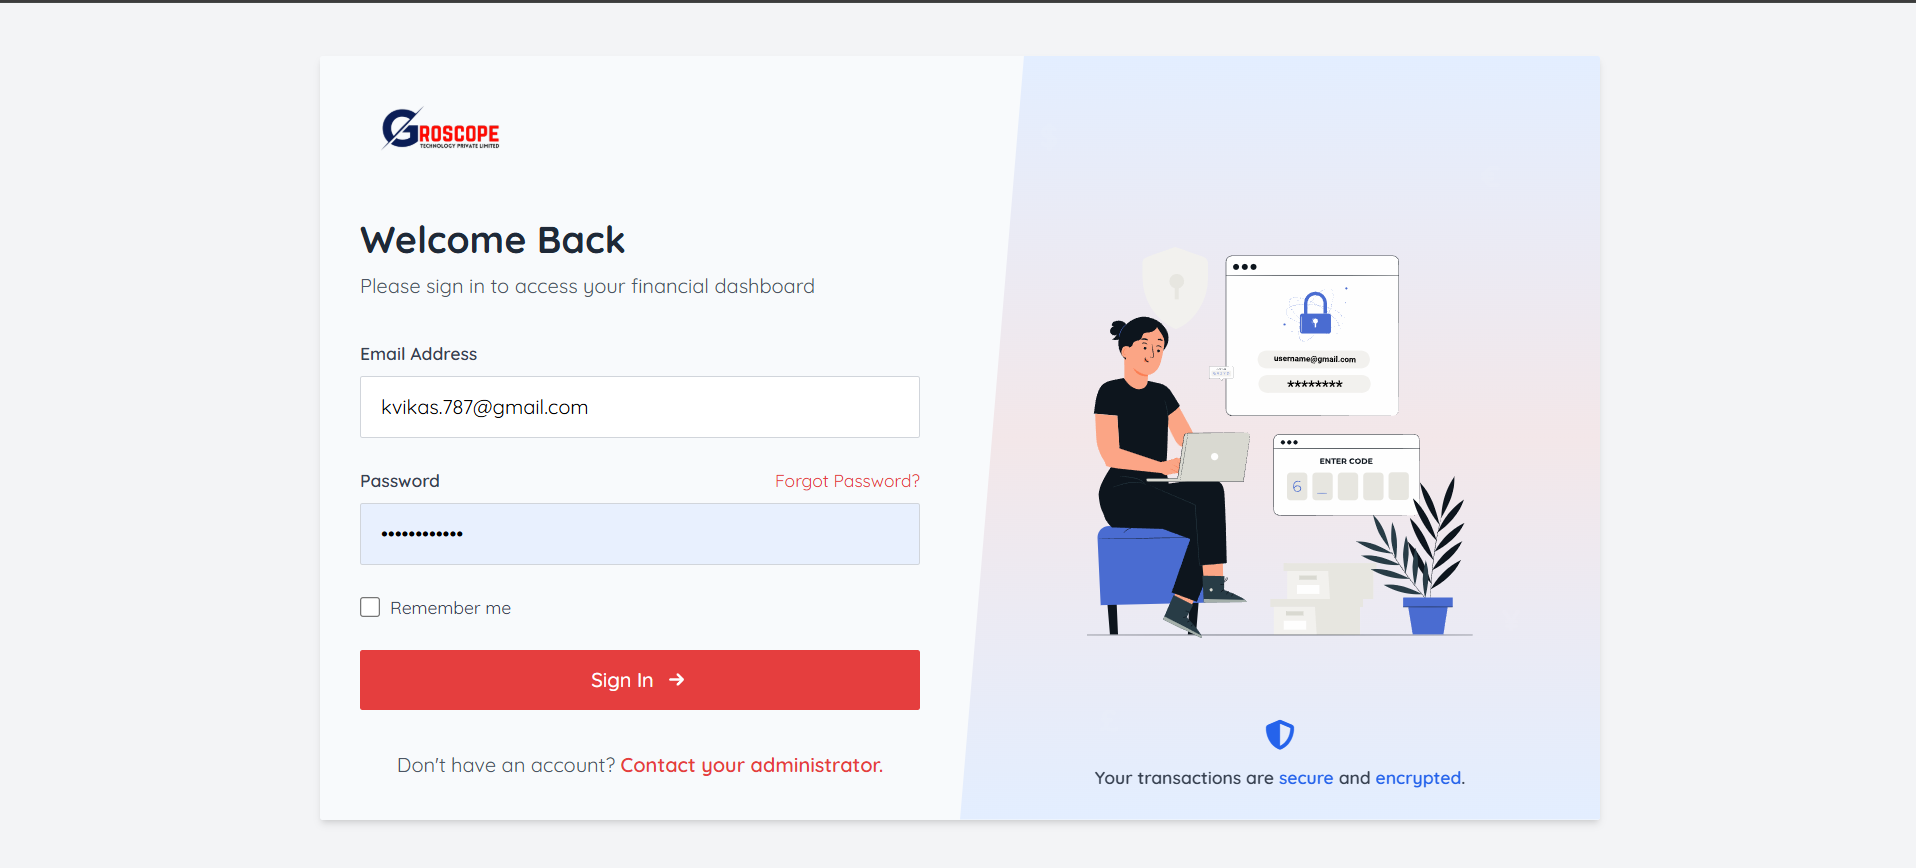 GROSCOPE
TECHNOLOGY PRIVATE LIMITED
Welcome Back
Please sign in to access your financial dashboard
Email Address
kvikas.787@gmail.com
Password
Forgot Password?
••••••••••••
Remember me
Sign In →
Don't have an account? Contact your administrator.
username@gmail.com
********
ENTER CODE
6 _
Your transactions are secure and encrypted.